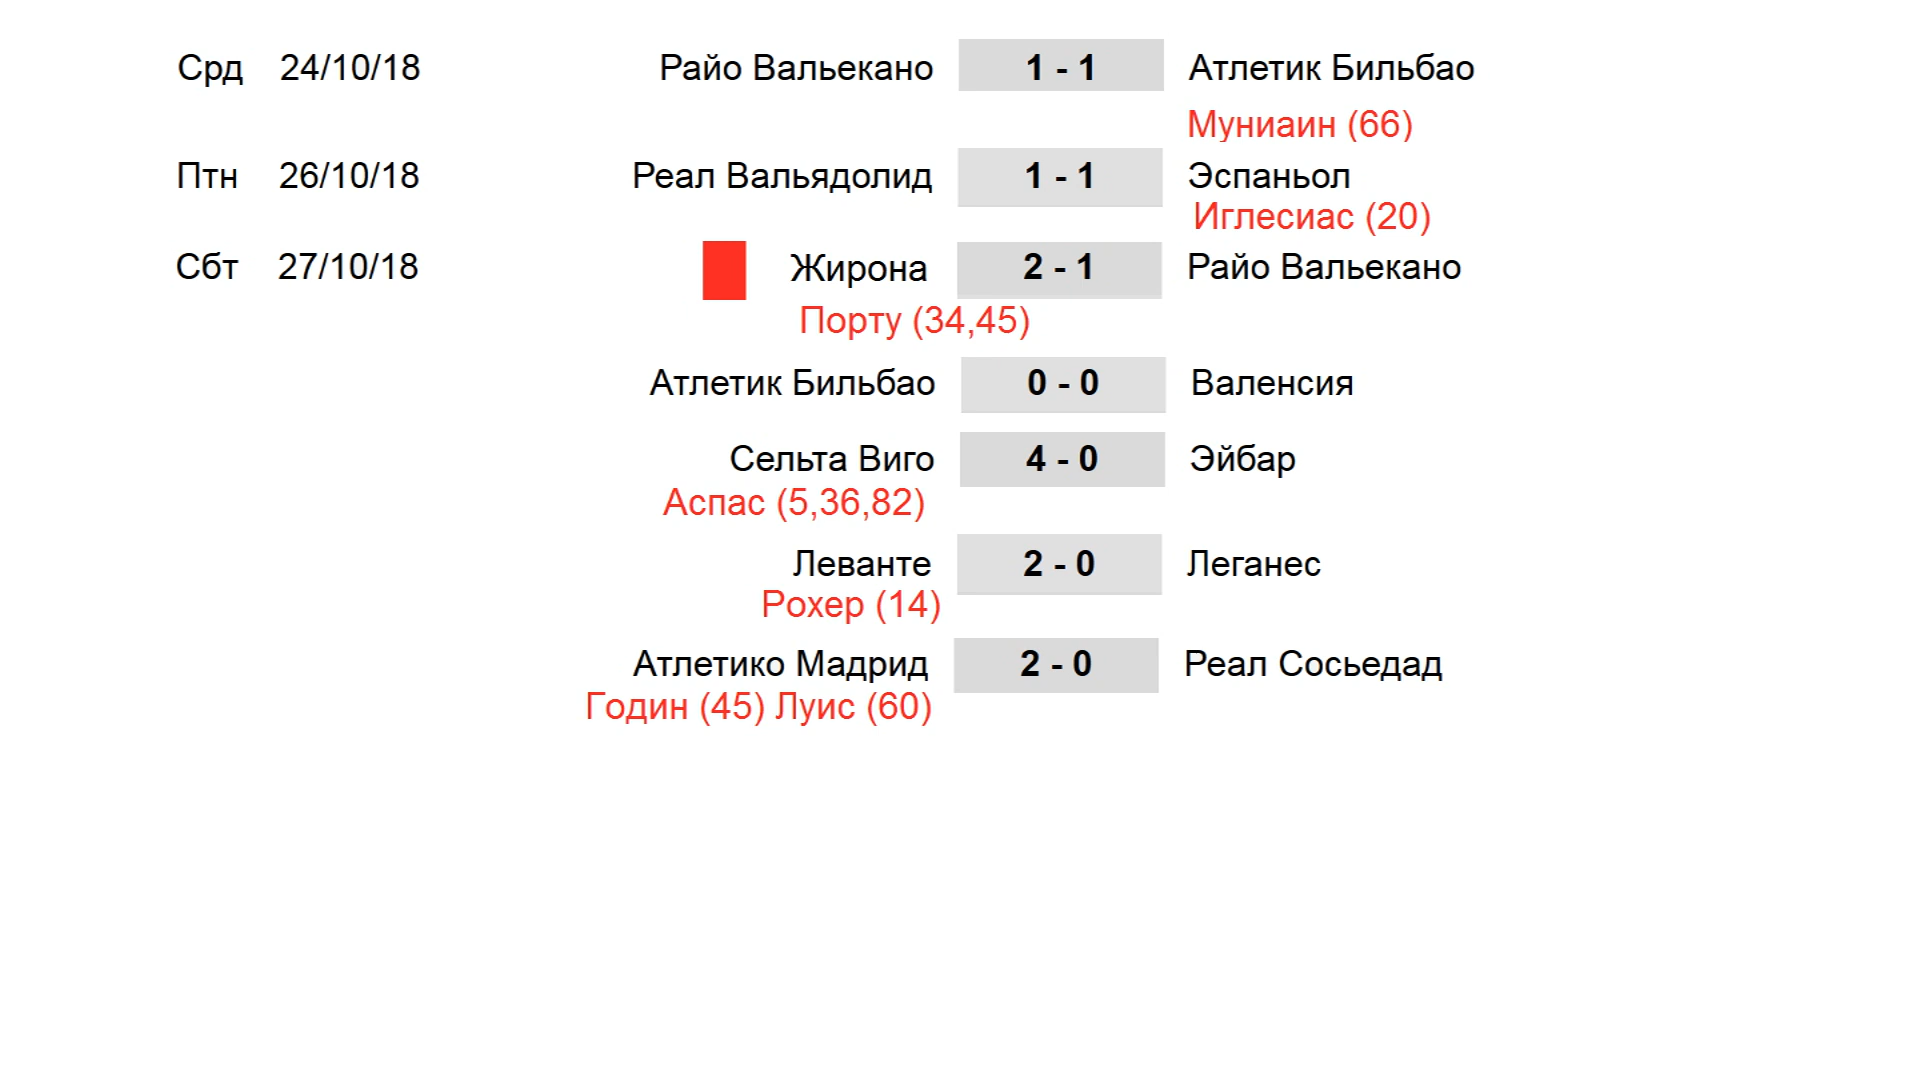 Срд 24/10/18 Райо Вальекано 1 - 1 Атлетик Бильбао
Муниаин (66)
Птн 26/10/18 Реал Вальядолид 1 - 1 Эспаньол
Иглесиас (20)
Сбт 27/10/18 Жирона 2 - 1 Райо Вальекано
Порту (34,45)
Атлетик Бильбао 0 - 0 Валенсия
Сельта Виго 4 - 0 Эйбар
Аспас (5,36,82)
Леванте 2 - 0 Леганес
Рохер (14)
Атлетико Мадрид 2 - 0 Реал Сосьедад
Годин (45) Луис (60)